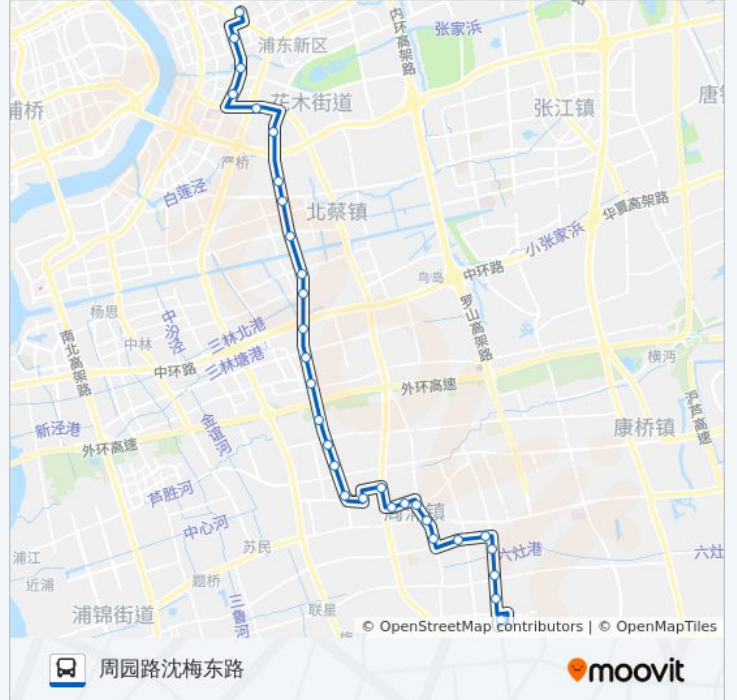 内环高架路
张家浜
浦东新区
花木街道
张江镇
唐
浦桥
严桥
白莲泾
北蔡镇
华夏高架路
小张家浜
鸟岛
中环路
罗山高架路
杨思
中汾泾
三林北港
中林
三林塘港
南北高架路
中环路
横沔
外环高速
沪芦高速
新泾港
金谊河
康桥镇
外环高速
芦胜河
周浦镇
中心河
苏民
六灶港
六灶
浦江
近浦
题桥
三鲁河
浦锦街道
联星
© OpenStreetMap contributors | © OpenMapTiles
周园路沈梅东路
moovit